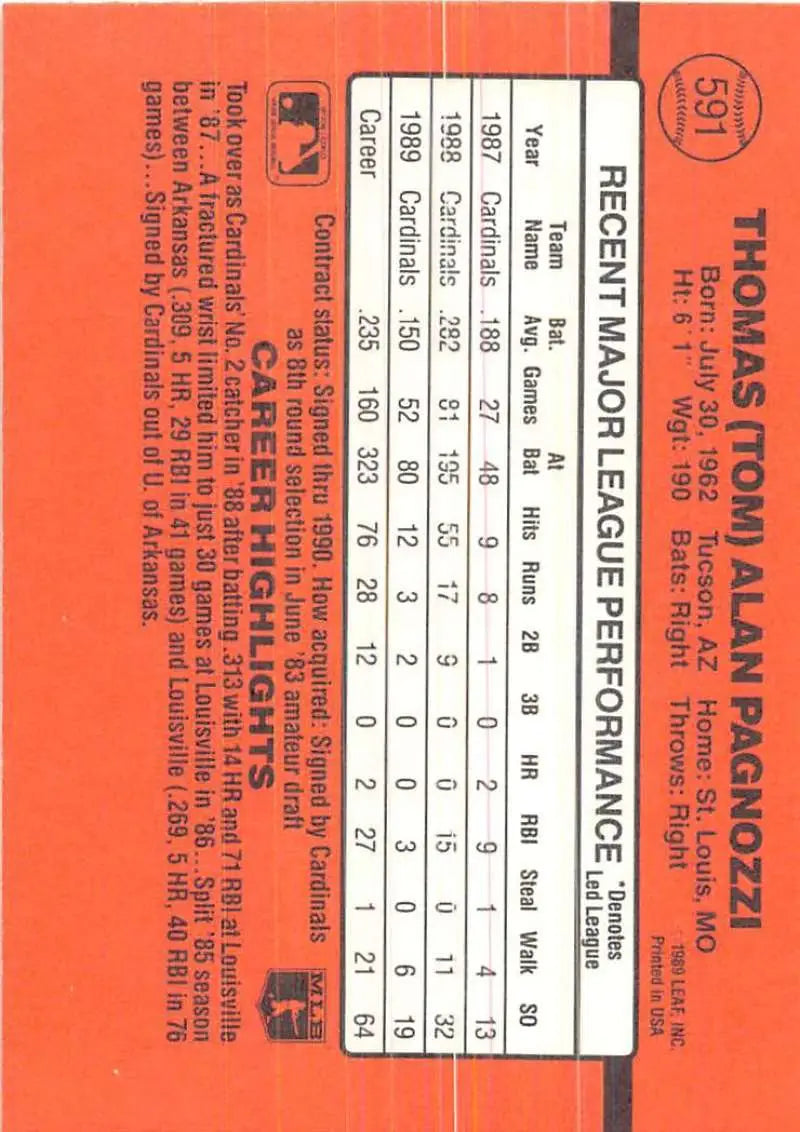 591
THOMAS (TOM) ALAN PAGNOZZI
Born: July 30, 1962 Tucson, AZ Home: St. Louis, MO
Ht: 6'1" Wgt: 190 Bats: Right Throws: Right
© 1989 LEAF, INC.
Printed in USA
RECENT MAJOR LEAGUE PERFORMANCE *Denotes Led League
Year Team Name Bat. Avg. Games At Bat Hits Runs 2B 3B HR RBI Steal Walk SO
1987 Cardinals .188 27 48 9 8 1 0 2 9 1 4 13
1988 Cardinals .282 81 195 55 17 9 0 0 15 0 11 32
1989 Cardinals .150 52 80 12 3 2 0 0 3 0 6 19
Career .235 160 323 76 28 12 0 2 27 1 21 64
Contract status: Signed thru 1990. How acquired: Signed by Cardinals
as 8th round selection in June '83 amateur draft
MLB
CAREER HIGHLIGHTS
Took over as Cardinals' No. 2 catcher in '88 after batting .313 with 14 HR and 71 RBI at Louisville
in '87...A fractured wrist limited him to just 30 games at Louisville in '86...Split '85 season
between Arkansas (.309, 5 HR, 29 RBI in 41 games) and Louisville (.269, 5 HR, 40 RBI in 76
games)...Signed by Cardinals out of U. of Arkansas.